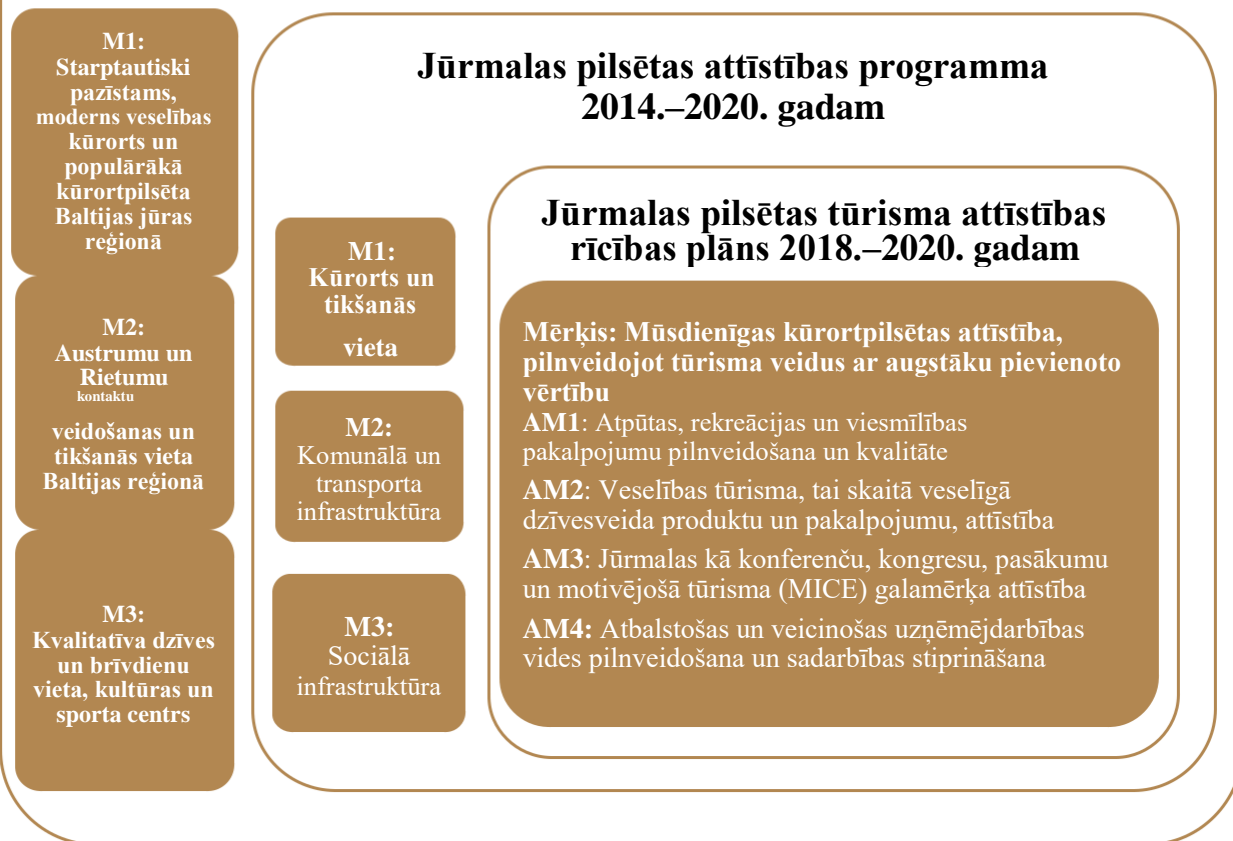 M1:
Starptautiski
pazīstams,
moderns veselības
kūrorts un
populārākā
kūrortpilsēta
Baltijas jūras
reģionā
M2:
Austrumu un
Rietumu
kontaktu
veidošanas un
tikšanās vieta
Baltijas reģionā
M3:
Kvalitatīva dzīves
un brīvdienu
vieta, kultūras un
sporta centrs
Jūrmalas pilsētas attīstības programma
2014.–2020. gadam
M1:
Kūrorts un
tikšanās
vieta
M2:
Komunālā un
transporta
infrastruktūra
M3:
Sociālā
infrastruktūra
Jūrmalas pilsētas tūrisma attīstības
rīcības plāns 2018.–2020. gadam
Mērķis: Mūsdienīgas kūrortpilsētas attīstība,
pilnveidojot tūrisma veidus ar augstāku pievienoto
vērtību
AM1: Atpūtas, rekreācijas un viesmīlības
pakalpojumu pilnveidošana un kvalitāte
AM2: Veselības tūrisma, tai skaitā veselīgā
dzīvesveida produktu un pakalpojumu, attīstība
AM3: Jūrmalas kā konferenču, kongresu, pasākumu
un motivējošā tūrisma (MICE) galamērķa attīstība
AM4: Atbalstošas un veicinošas uzņēmējdarbības
vides pilnveidošana un sadarbības stiprināšana